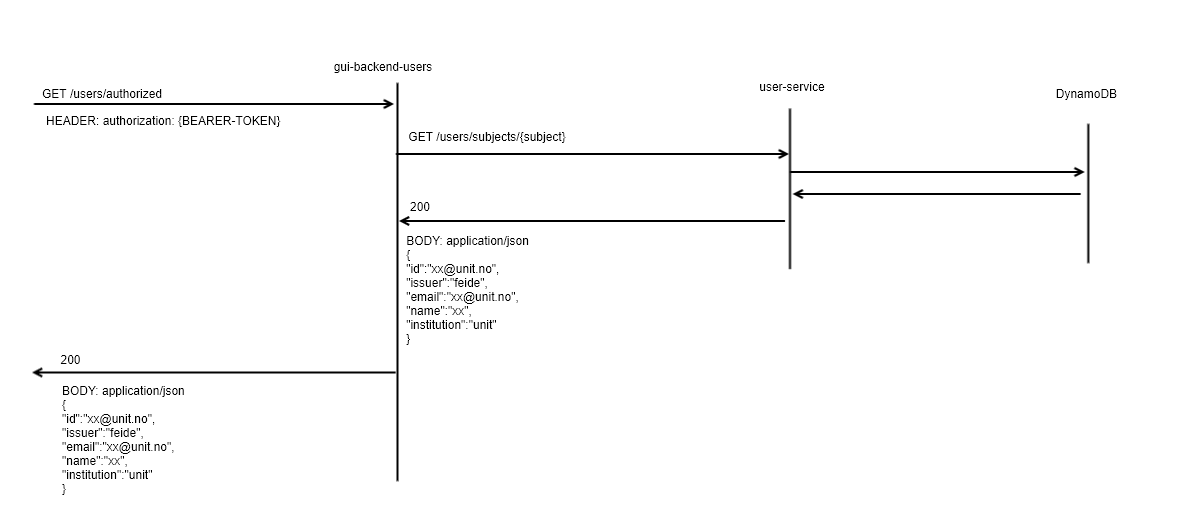 gui-backend-users
user-service
DynamoDB
GET /users/authorized
HEADER: authorization: {BEARER-TOKEN}
GET /users/subjects/{subject}
200
BODY: application/json
{
"id":"xx@unit.no",
"issuer":"feide",
"email":"xx@unit.no",
"name":"xx",
"institution":"unit"
}
200
BODY: application/json
{
"id":"xx@unit.no",
"issuer":"feide",
"email":"xx@unit.no",
"name":"xx",
"institution":"unit"
}